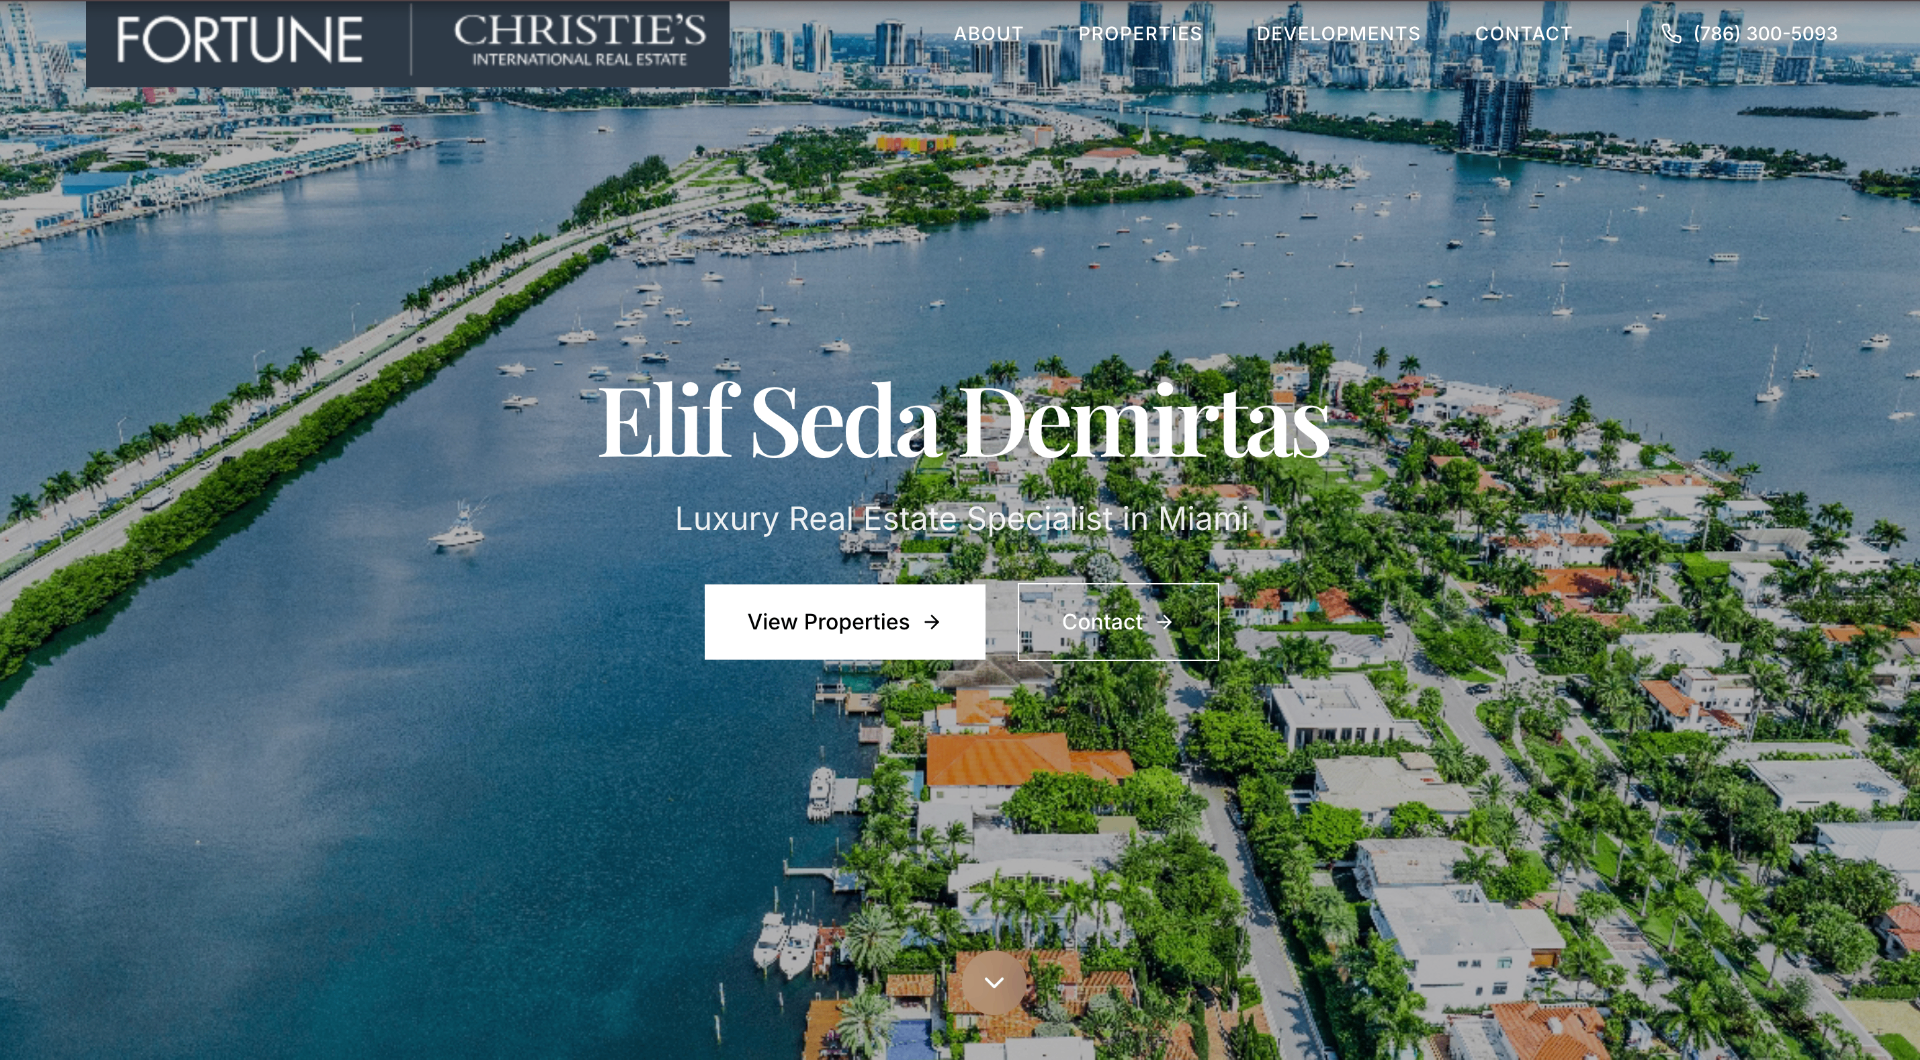 FORTUNE
CHRISTIE'S
INTERNATIONAL REAL ESTATE
ABOUT
PROPERTIES
DEVELOPMENTS
CONTACT
(786) 300-5093
Elif Seda Demirtas
Luxury Real Estate Specialist in Miami
View Properties →
Contact →